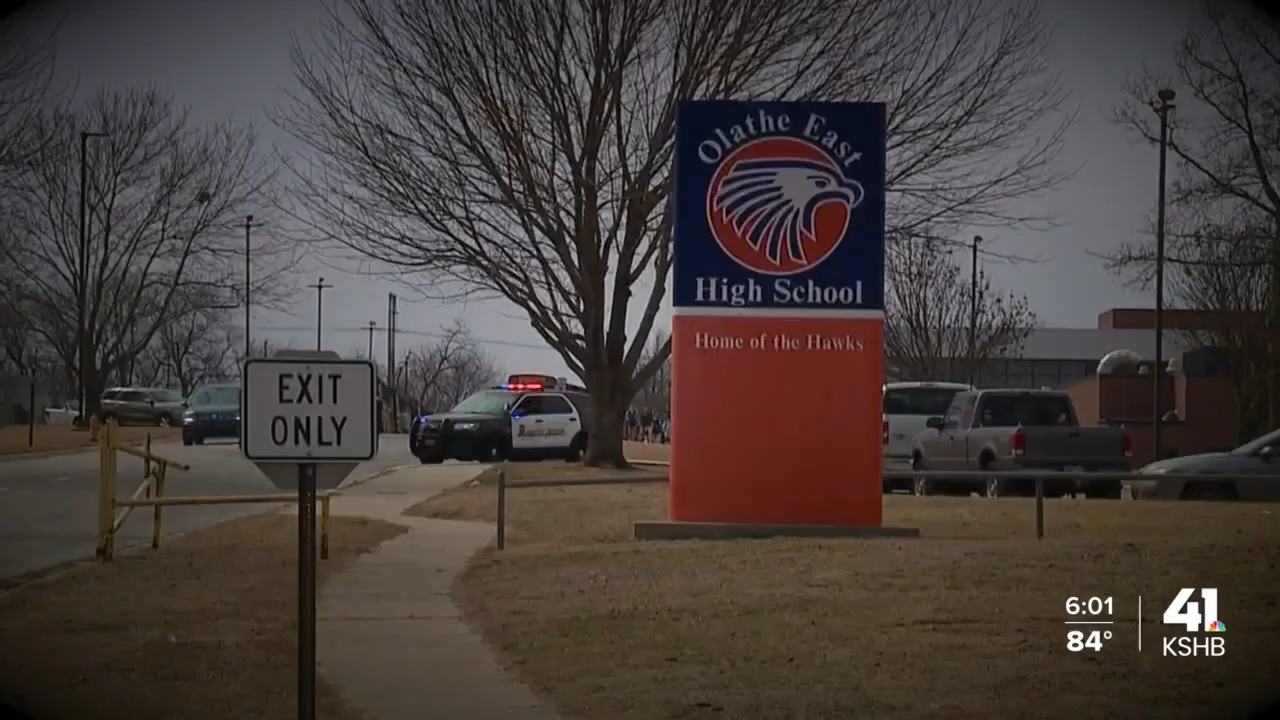 Olathe East
High School
Home of the Hawks
EXIT
ONLY
6:01
84°
41
KSHB